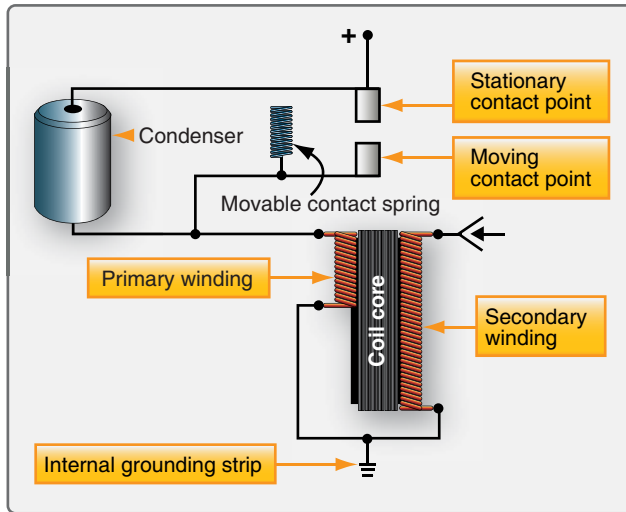 +
Stationary
contact point
Condenser
Moving
contact point
Movable contact spring
Primary winding
Coil core
Secondary
winding
Internal grounding strip